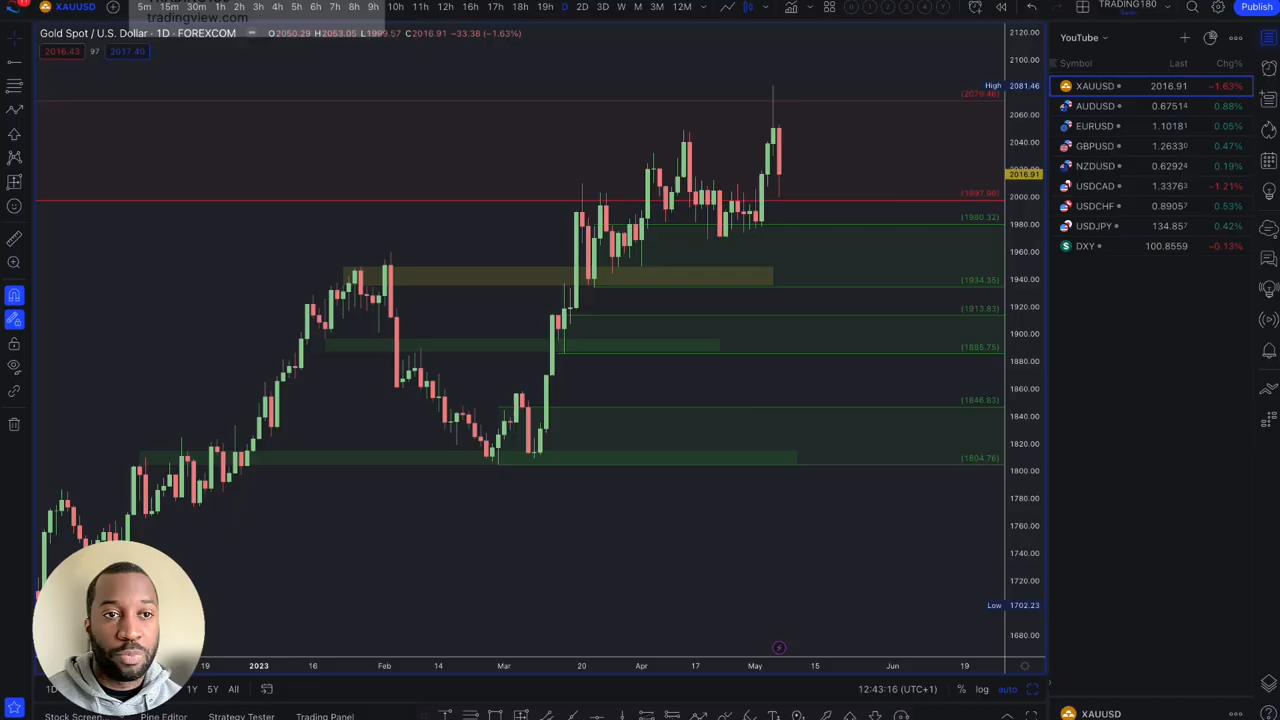 TRADING180
tradingview.com
XAUUSD 5m 15m 30m 1h 2h 3h 6h 7h 8h 9h 10h 11h 12h 13h 14h 15h 16h 17h 18h 19h D 2D 3D W M 3M 12M TRADING180 Publish
Gold Spot / U.S. Dollar · 1D · FOREXCOM O2050.29 H2063.05 L1999.57 C2016.91 −33.38 (−1.63%)
2016.43 97 2017.40
2120.00
2100.00
High 2081.46
(2079.46)
2060.00
2040.00
2020.00
2016.91
2000.00
(1997.90)
1980.00
(1980.32)
1960.00
1940.00
(1934.35)
1920.00
(1913.83)
1900.00
1880.00
(1885.75)
1860.00
1840.00
(1846.83)
1820.00
1800.00
(1804.76)
1780.00
1760.00
1740.00
1720.00
Low 1702.23
1680.00
19 2023 16 Feb 14 Mar 20 Apr 17 May 15 Jun 19
1D 1Y 5Y All 12:43:16 (UTC+1) % log auto
Stock Screen... Pine Editor Strategy Tester Trading Panel
YouTube
Symbol Last Chg%
XAUUSD 2016.91 −1.63%
AUDUSD 0.67514 0.88%
EURUSD 1.10181 0.05%
GBPUSD 1.26330 0.47%
NZDUSD 0.62924 0.19%
USDCAD 1.33763 −1.21%
USDCHF 0.89057 0.53%
USDJPY 134.857 0.42%
DXY 100.8559 −0.13%
XAUUSD